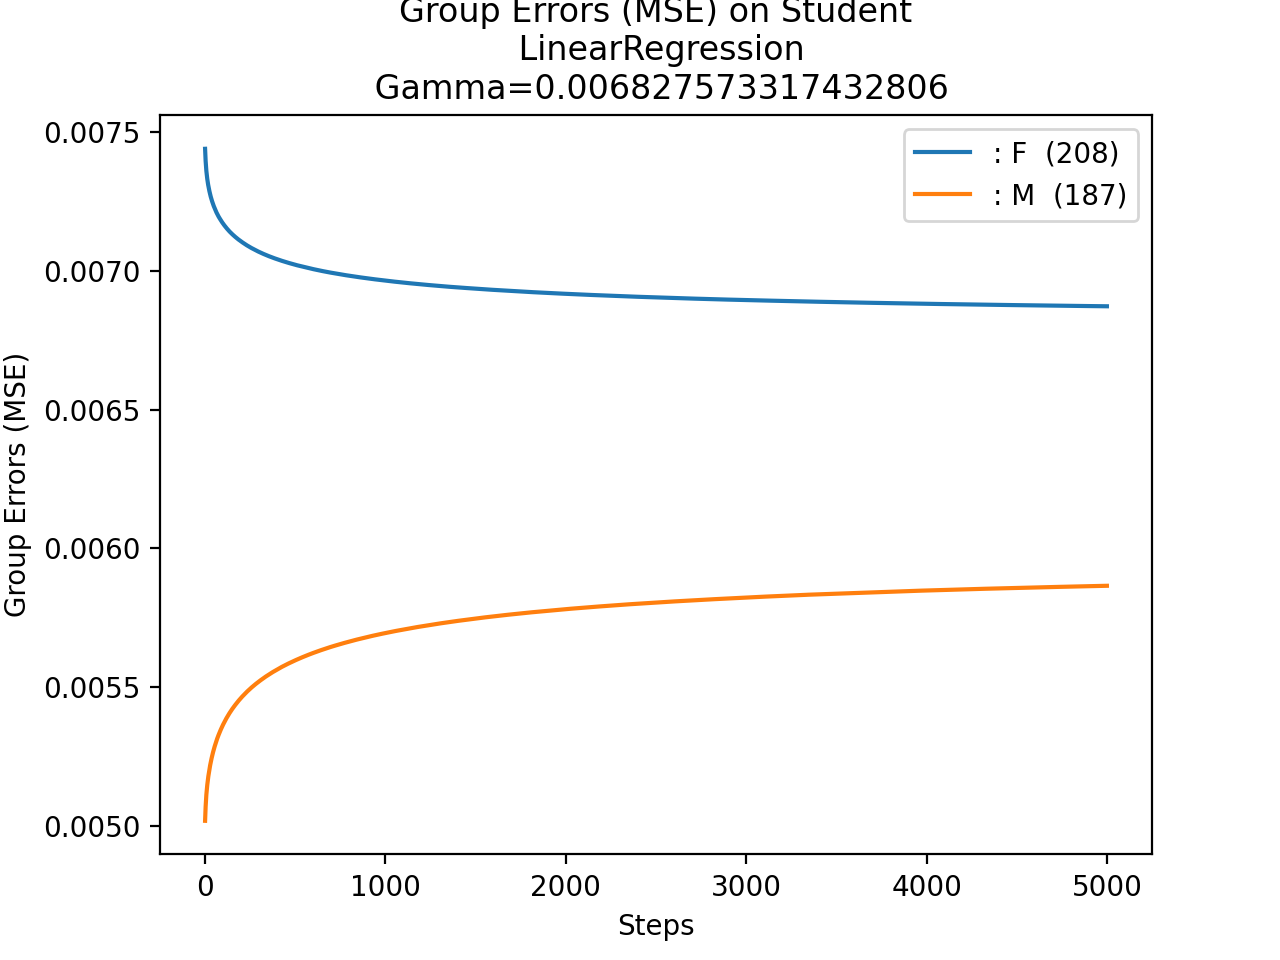 Group Errors (MSE) on Student
LinearRegression
Gamma=0.006827573317432806
: F (208)
: M (187)
Group Errors (MSE)
0.0075
0.0070
0.0065
0.0060
0.0055
0.0050
0 1000 2000 3000 4000 5000
Steps